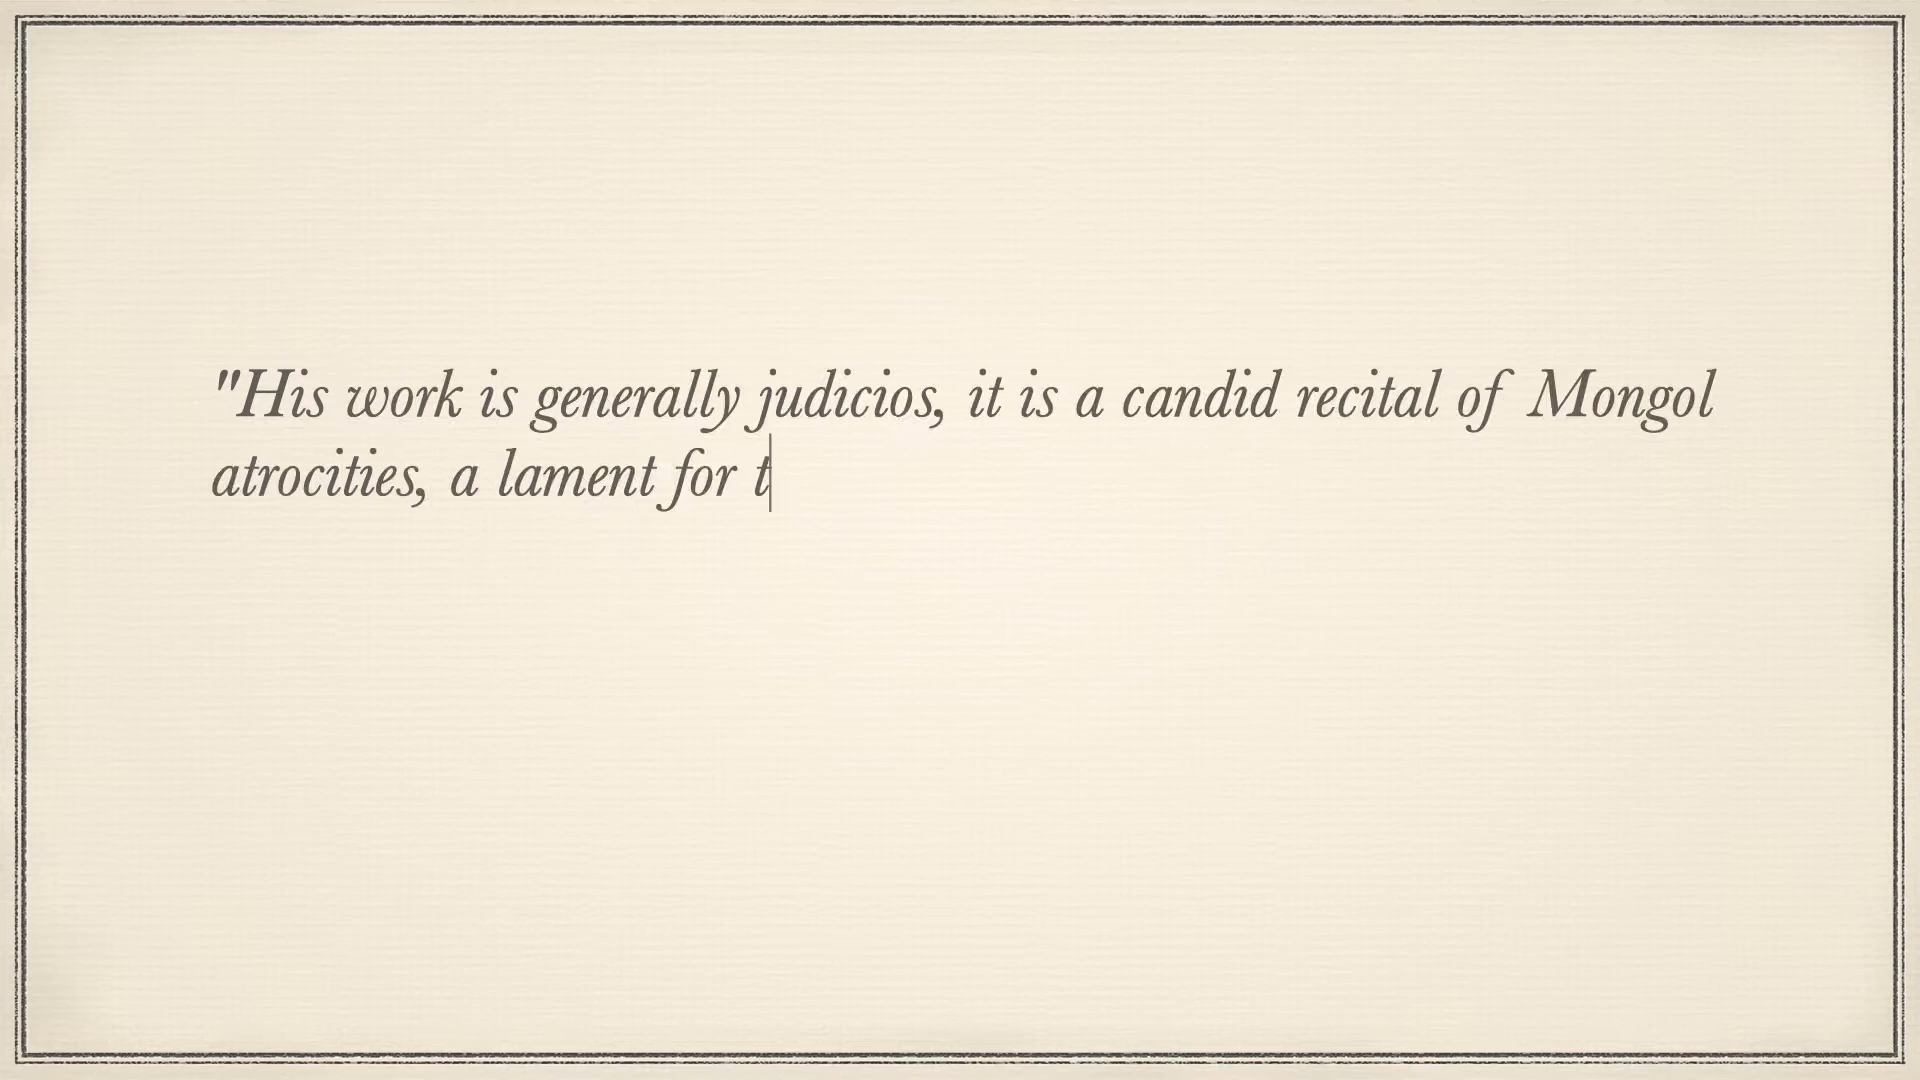 "His work is generally judicios, it is a candid recital of Mongol
atrocities, a lament for t